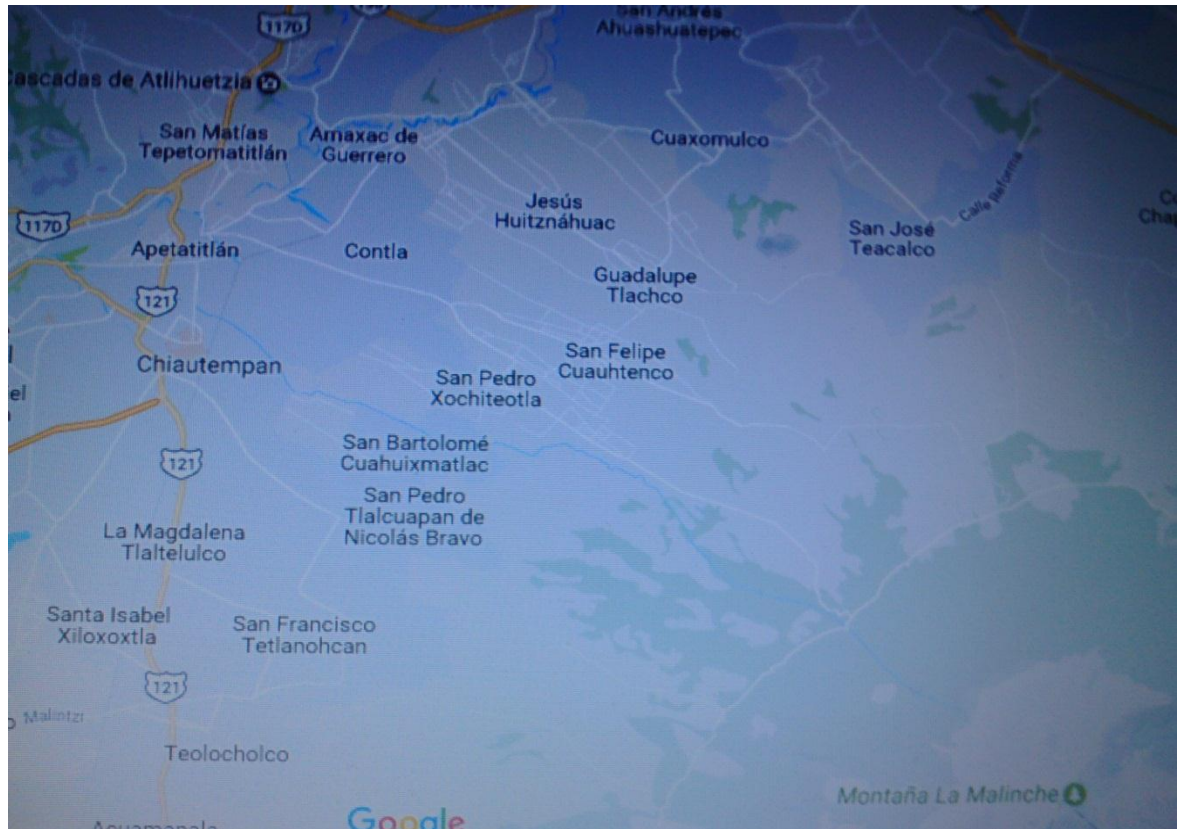 San Andrés
Ahuashuatepec
117D
Cascadas de Atlihuetzia
San Matías
Tepetomatitlán
Amaxac de
Guerrero
Cuaxomulco
Calle Reforma
Jesús
Huitznáhuac
117D
San José
Teacalco
Apetatitlán
Contla
Guadalupe
Tlachco
121
San Felipe
Cuauhtenco
Chiautempan
San Pedro
Xochiteotla
el
San Bartolomé
Cuahuixmatlac
121
San Pedro
Tlalcuapan de
Nicolás Bravo
La Magdalena
Tlaltelulco
Santa Isabel
Xiloxoxtla
San Francisco
Tetlanohcan
121
Malintzi
Teolocholco
Montaña La Malinche
Google